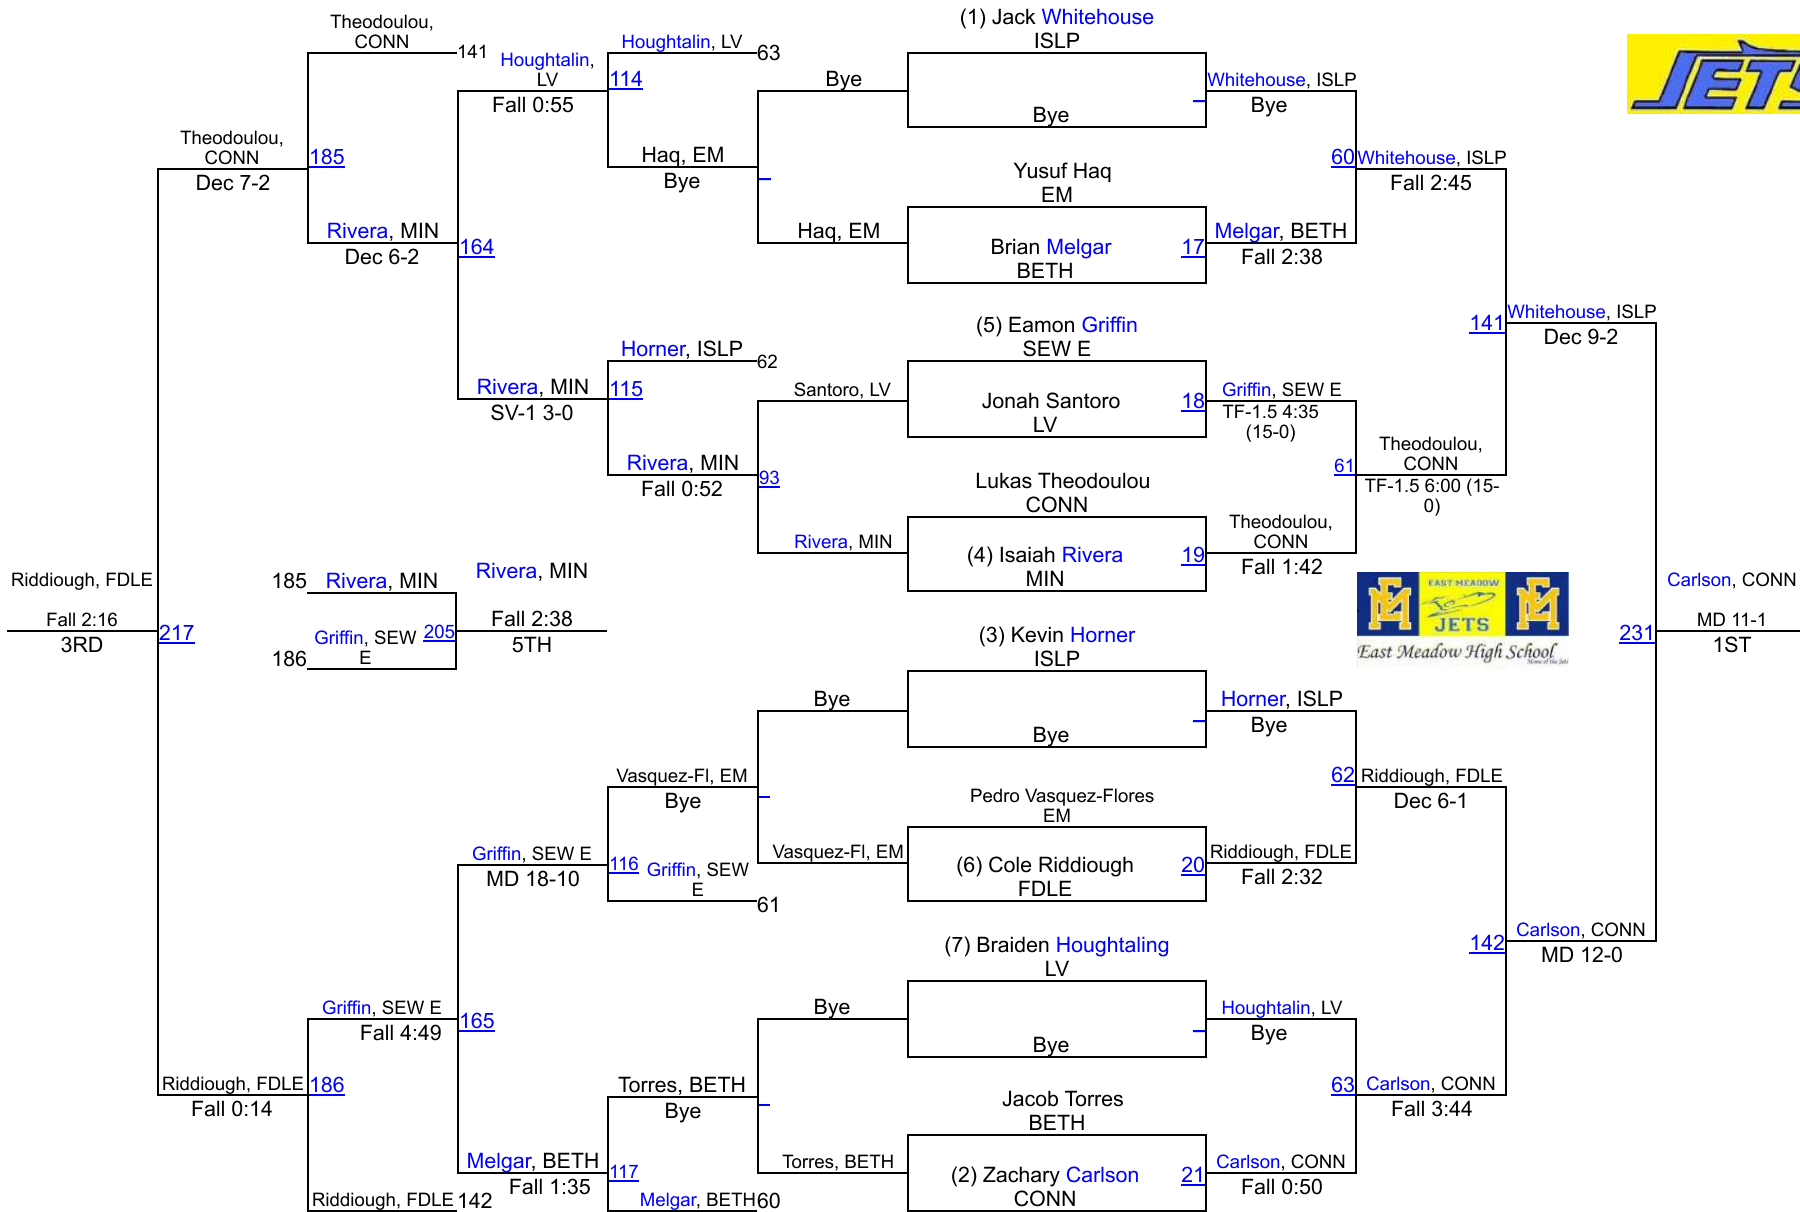 (1) Jack Whitehouse
ISLP
Bye
Whitehouse, ISLP
Bye
Yusuf Haq
EM
Brian Melgar
BETH
17
Melgar, BETH
Fall 2:38
60
Whitehouse, ISLP
Fall 2:45
(5) Eamon Griffin
SEW E
Jonah Santoro
LV
18
Griffin, SEW E
TF-1.5 4:35
(15-0)
Lukas Theodoulou
CONN
(4) Isaiah Rivera
MIN
19
Theodoulou,
CONN
Fall 1:42
61
Theodoulou,
CONN
TF-1.5 6:00 (15-
0)
141
Whitehouse, ISLP
Dec 9-2
(3) Kevin Horner
ISLP
Bye
Horner, ISLP
Bye
Pedro Vasquez-Flores
EM
(6) Cole Riddiough
FDLE
20
Riddiough, FDLE
Fall 2:32
62
Riddiough, FDLE
Dec 6-1
(7) Braiden Houghtaling
LV
Bye
Houghtalin, LV
Bye
Jacob Torres
BETH
(2) Zachary Carlson
CONN
21
Carlson, CONN
Fall 0:50
63
Carlson, CONN
Fall 3:44
142
Carlson, CONN
MD 12-0
231
Carlson, CONN
MD 11-1
1ST
Bye
Haq, EM
Haq, EM
Bye
Houghtalin, LV
63
114
Houghtalin,
LV
Fall 0:55
Santoro, LV
Rivera, MIN
93
Rivera, MIN
Fall 0:52
Horner, ISLP
62
115
Rivera, MIN
SV-1 3-0
164
Rivera, MIN
Dec 6-2
Theodoulou,
CONN
141
185
Theodoulou,
CONN
Dec 7-2
Bye
Vasquez-Fl, EM
Vasquez-Fl, EM
Bye
116
Griffin, SEW
E
61
Griffin, SEW E
MD 18-10
Bye
Torres, BETH
Torres, BETH
Bye
117
Melgar, BETH
60
Melgar, BETH
Fall 1:35
165
Griffin, SEW E
Fall 4:49
186
Riddiough, FDLE
142
Riddiough, FDLE
Fall 0:14
217
Riddiough, FDLE
Fall 2:16
3RD
185
Rivera, MIN
186
Griffin, SEW
E
205
Rivera, MIN
Fall 2:38
5TH
JETS
EM
EAST MEADOW
JETS
EM
East Meadow High School
Home of the Jets